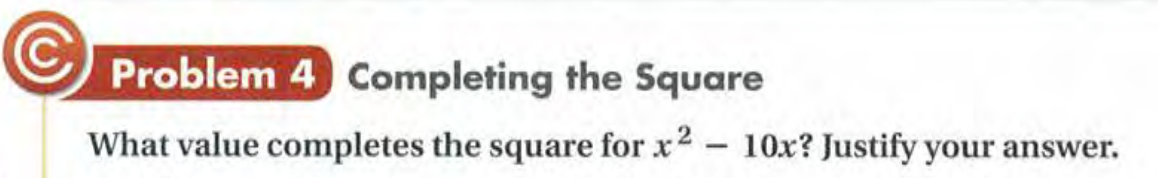 © Problem 4 Completing the Square
What value completes the square for x² − 10x? Justify your answer.